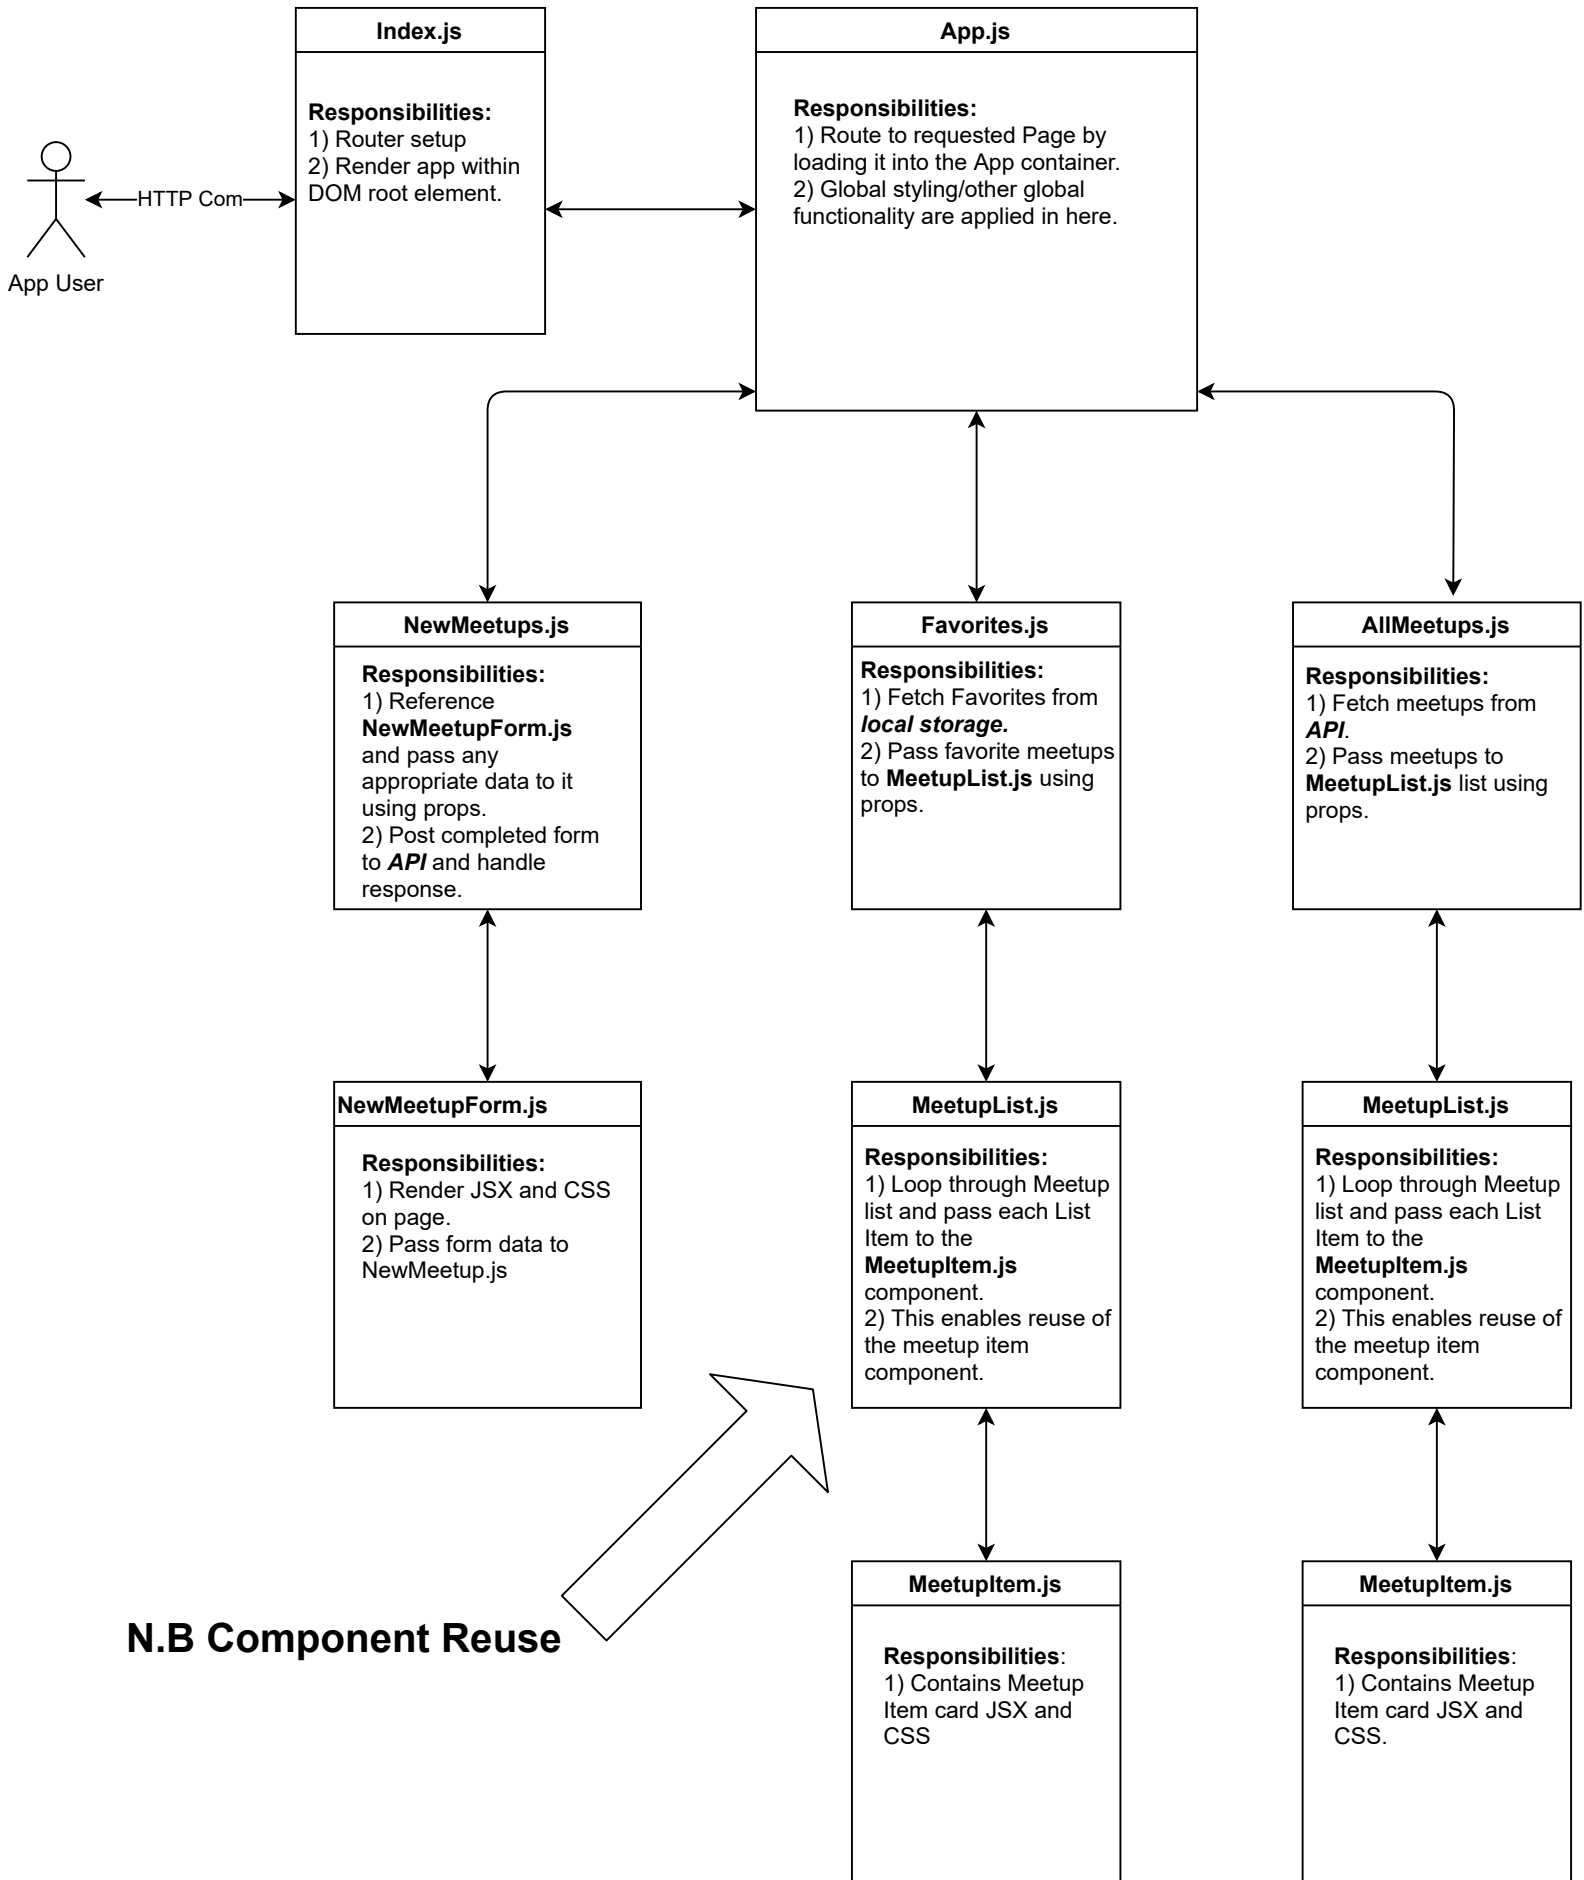 Index.js
Responsibilities:
1) Router setup
2) Render app within
DOM root element.
App.js
Responsibilities:
1) Route to requested Page by
loading it into the App container.
2) Global styling/other global
functionality are applied in here.
HTTP Com
App User
NewMeetups.js
Responsibilities:
1) Reference
NewMeetupForm.js
and pass any
appropriate data to it
using props.
2) Post completed form
to API and handle
response.
Favorites.js
Responsibilities:
1) Fetch Favorites from
local storage.
2) Pass favorite meetups
to MeetupList.js using
props.
AllMeetups.js
Responsibilities:
1) Fetch meetups from
API.
2) Pass meetups to
MeetupList.js list using
props.
NewMeetupForm.js
Responsibilities:
1) Render JSX and CSS
on page.
2) Pass form data to
NewMeetup.js
MeetupList.js
Responsibilities:
1) Loop through Meetup
list and pass each List
Item to the
MeetupItem.js
component.
2) This enables reuse of
the meetup item
component.
MeetupList.js
Responsibilities:
1) Loop through Meetup
list and pass each List
Item to the
MeetupItem.js
component.
2) This enables reuse of
the meetup item
component.
N.B Component Reuse
MeetupItem.js
Responsibilities:
1) Contains Meetup
Item card JSX and
CSS
MeetupItem.js
Responsibilities:
1) Contains Meetup
Item card JSX and
CSS.